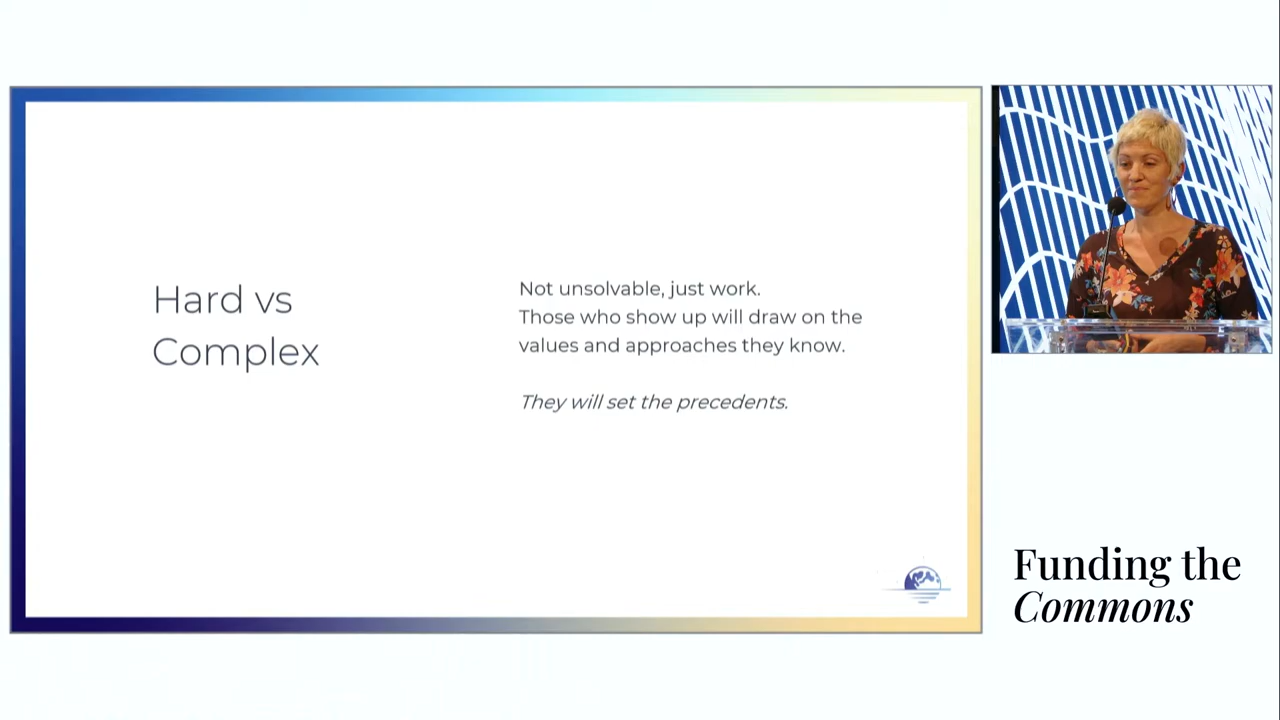 Hard vs
Complex
Not unsolvable, just work.
Those who show up will draw on the
values and approaches they know.
They will set the precedents.
Funding the
Commons